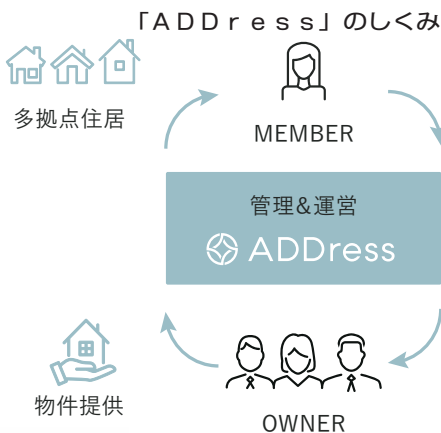 「ADDress」のしくみ
多拠点住居
MEMBER
管理&運営
ADDress
物件提供
OWNER